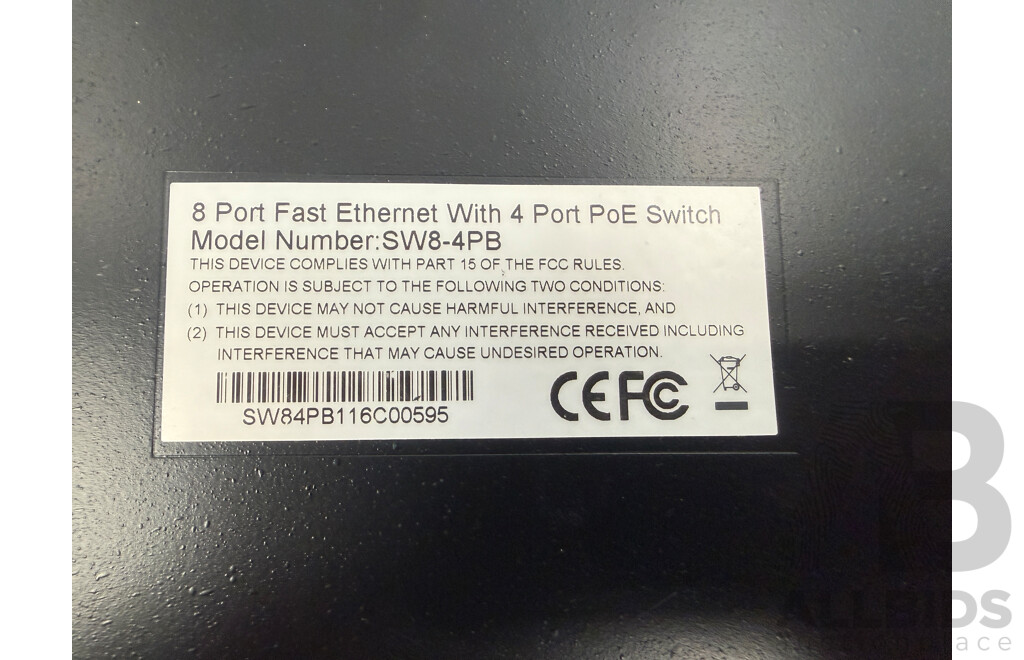 8 Port Fast Ethernet With 4 Port PoE Switch
Model Number:SW8-4PB
THIS DEVICE COMPLIES WITH PART 15 OF THE FCC RULES.
OPERATION IS SUBJECT TO THE FOLLOWING TWO CONDITIONS:
(1) THIS DEVICE MAY NOT CAUSE HARMFUL INTERFERENCE, AND
(2) THIS DEVICE MUST ACCEPT ANY INTERFERENCE RECEIVED INCLUDING
INTERFERENCE THAT MAY CAUSE UNDESIRED OPERATION.
SW84PB116C00595
CE FC
ALLBIDS